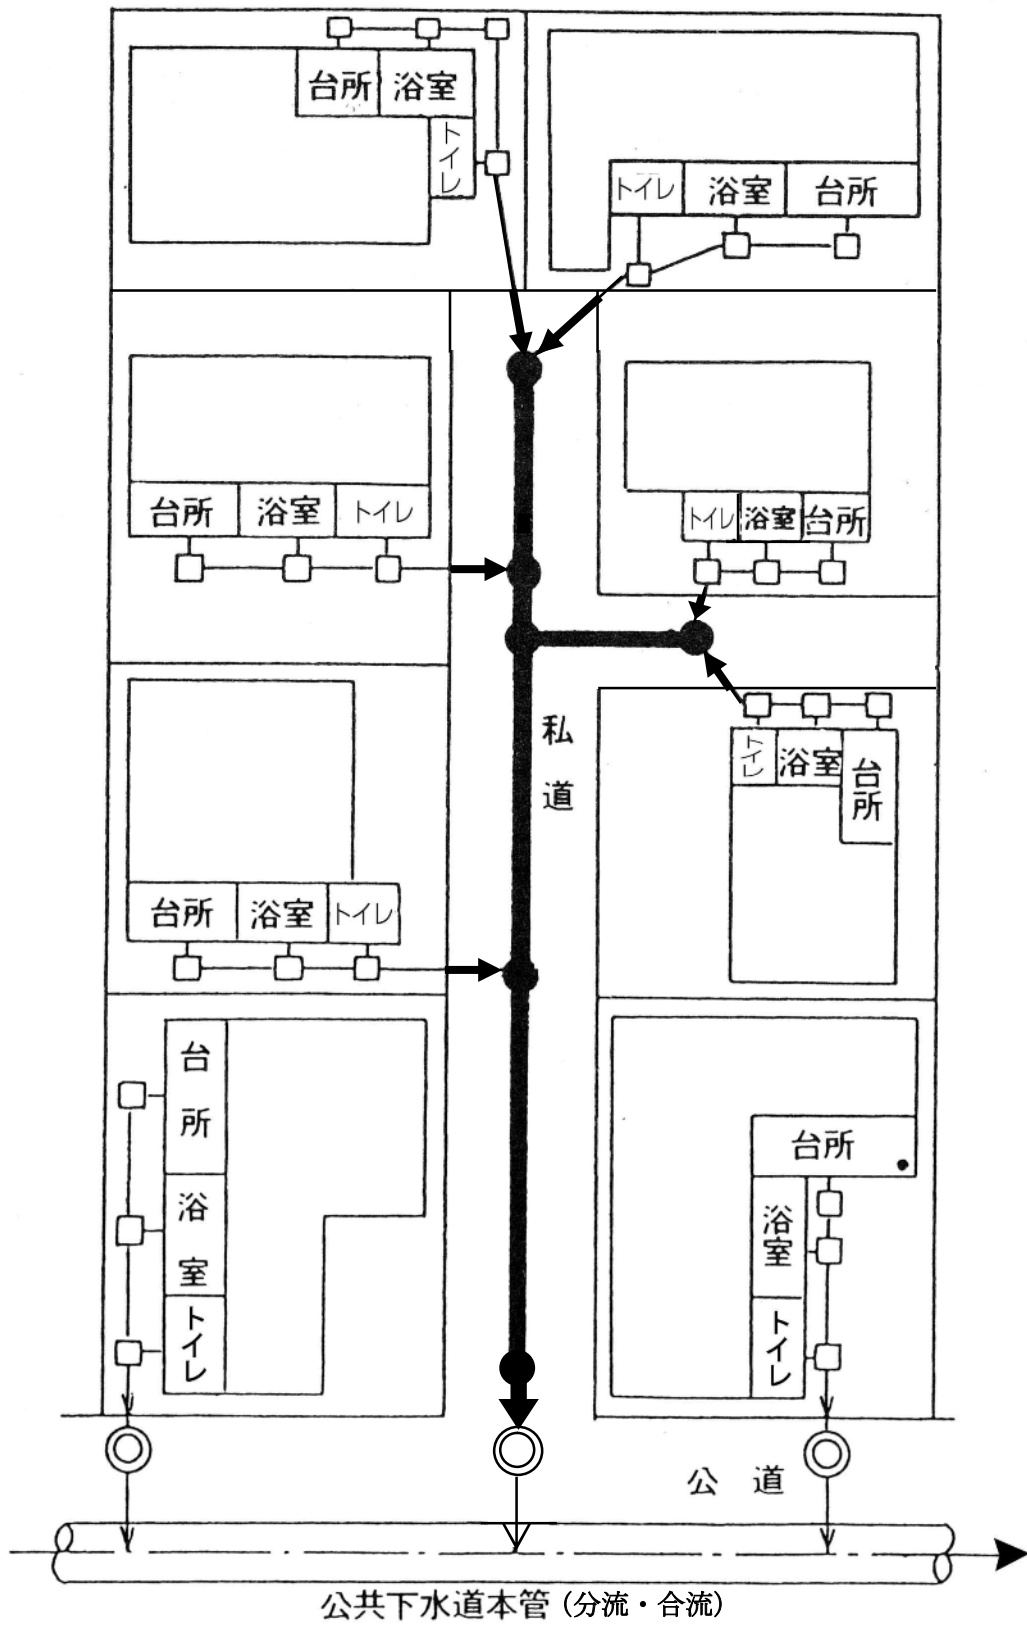 台所 浴室
トイレ
トイレ 浴室 台所
台所 浴室 トイレ
トイレ 浴室 台所
私道
トイレ 浴室 台所
台所 浴室 トイレ
台所
浴室
トイレ
台所
浴室
トイレ
公道
公共下水道本管(分流・合流)